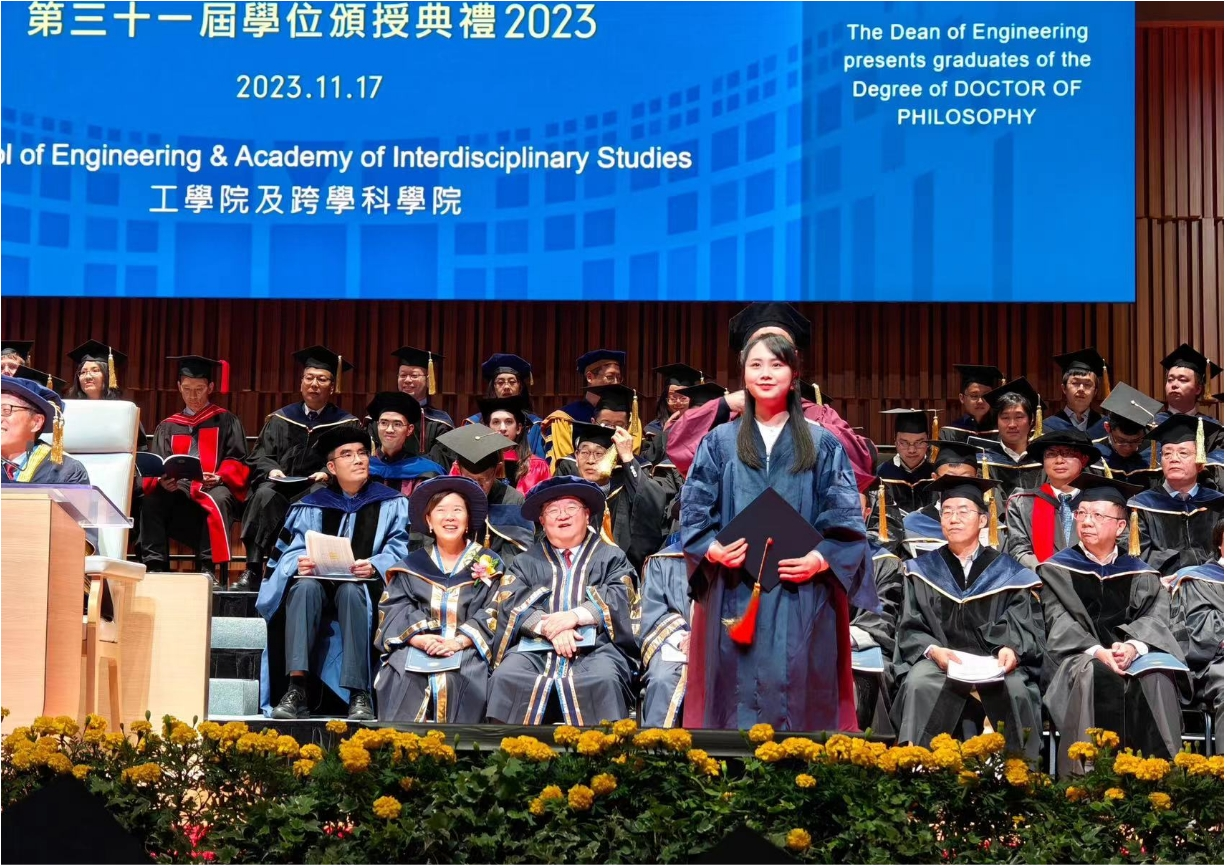 第三十一屆學位頒授典禮2023
2023.11.17
of Engineering & Academy of Interdisciplinary Studies
工學院及跨學科學院
The Dean of Engineering
presents graduates of the
Degree of DOCTOR OF
PHILOSOPHY